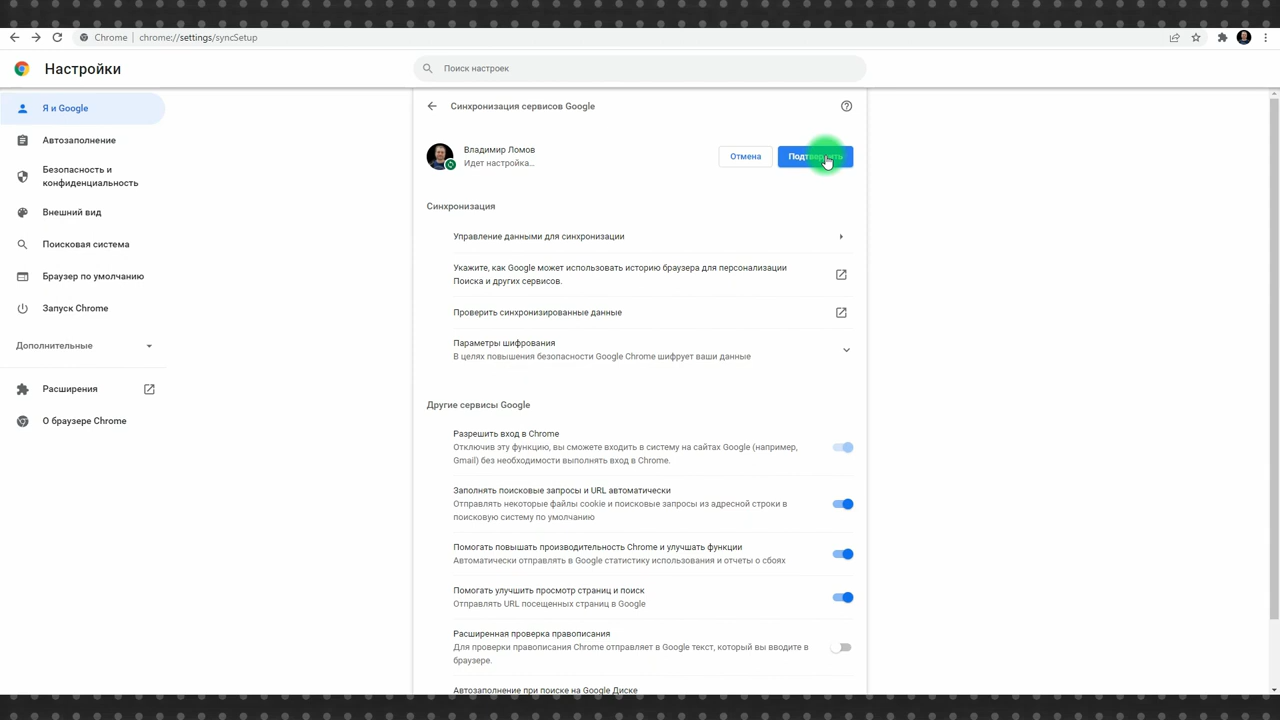 Chrome
chrome://settings/syncSetup
Настройки
Поиск настроек
Я и Google
Автозаполнение
Безопасность и
конфиденциальность
Внешний вид
Поисковая система
Браузер по умолчанию
Запуск Chrome
Дополнительные
Расширения
О браузере Chrome
Синхронизация сервисов Google
Владимир Ломов
Идет настройка...
Отмена
Подтвердить
Синхронизация
Управление данными для синхронизации
Укажите, как Google может использовать историю браузера для персонализации
Поиска и других сервисов.
Проверить синхронизированные данные
Параметры шифрования
В целях повышения безопасности Google Chrome шифрует ваши данные
Другие сервисы Google
Разрешить вход в Chrome
Отключив эту функцию, вы сможете входить в систему на сайтах Google (например,
Gmail) без необходимости выполнять вход в Chrome.
Заполнять поисковые запросы и URL автоматически
Отправлять некоторые файлы cookie и поисковые запросы из адресной строки в
поисковую систему по умолчанию
Помогать повышать производительность Chrome и улучшать функции
Автоматически отправлять в Google статистику использования и отчеты о сбоях
Помогать улучшить просмотр страниц и поиск
Отправлять URL посещенных страниц в Google
Расширенная проверка правописания
Для проверки правописания Chrome отправляет в Google текст, который вы вводите в
браузере.
Автозаполнение при поиске на Google Диске